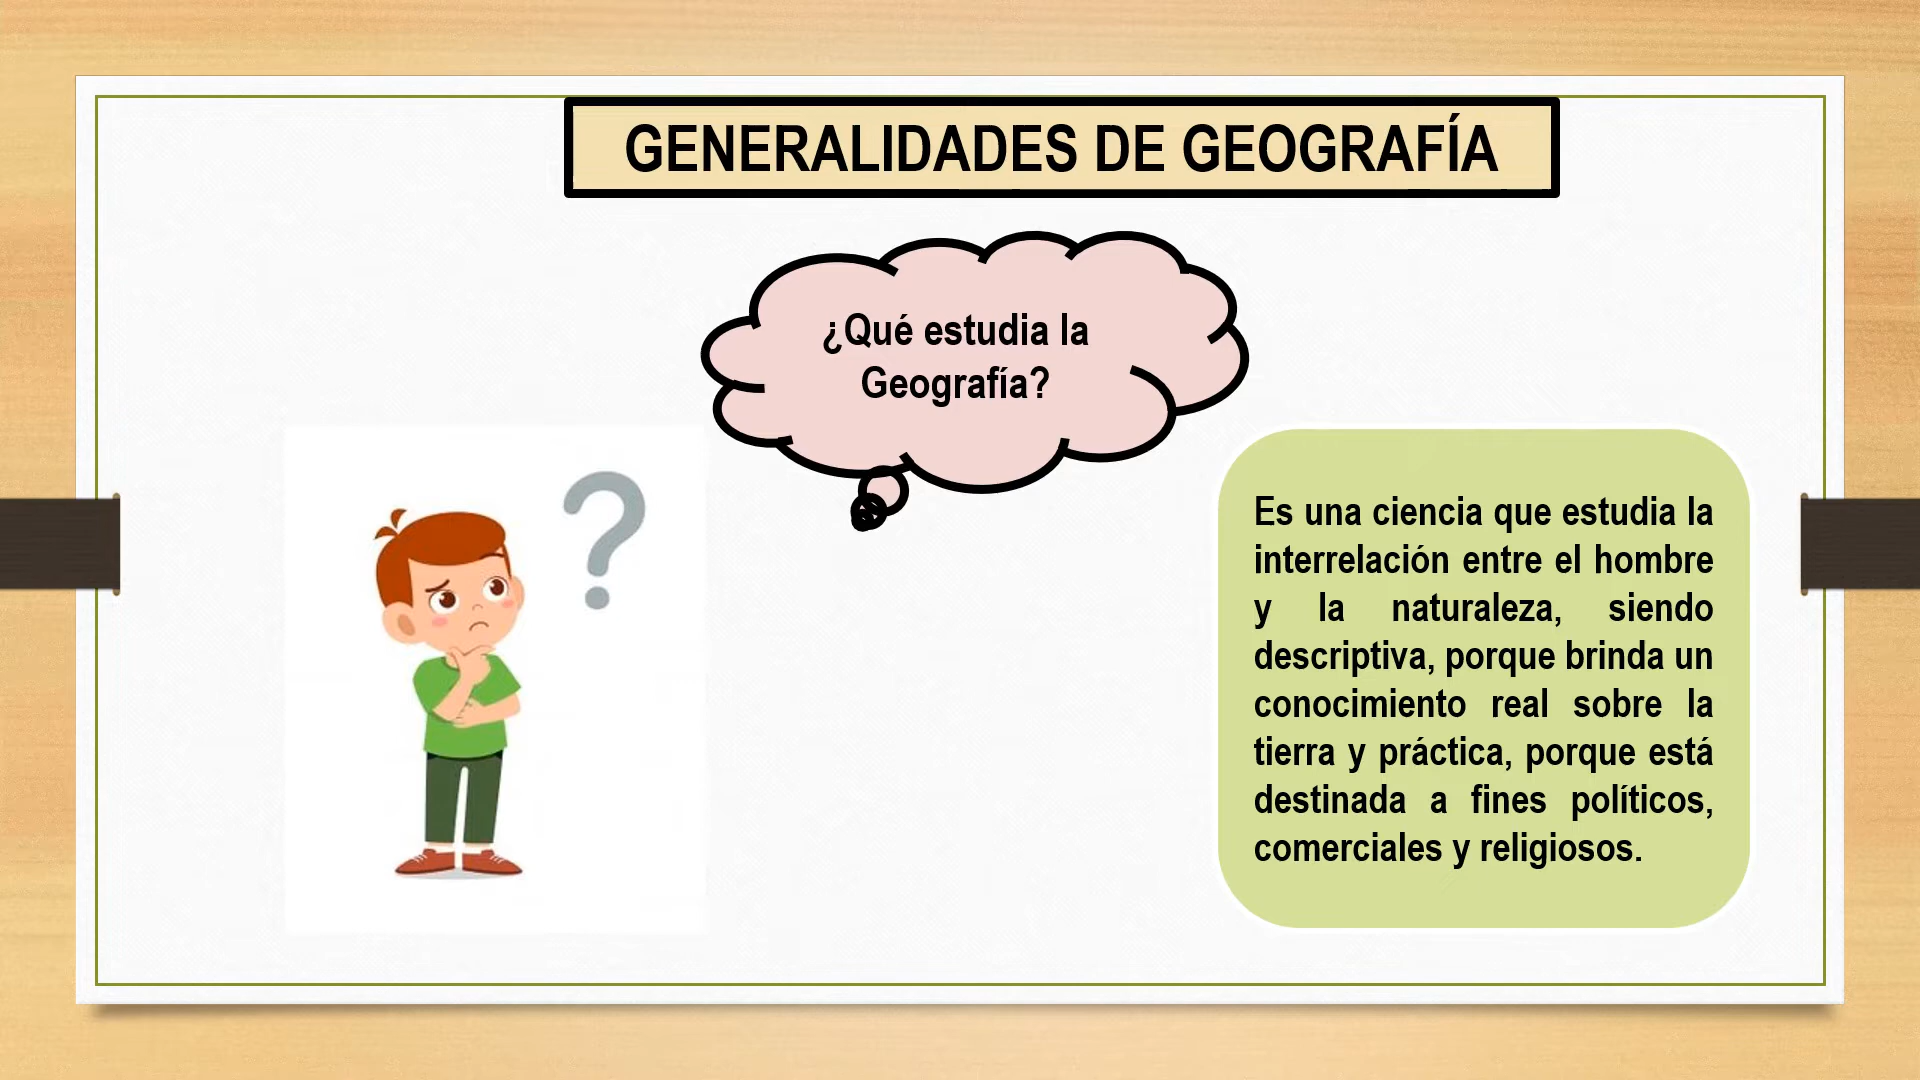 GENERALIDADES DE GEOGRAFÍA
¿Qué estudia la
Geografía?
Es una ciencia que estudia la
interrelación entre el hombre
y la naturaleza, siendo
descriptiva, porque brinda un
conocimiento real sobre la
tierra y práctica, porque está
destinada a fines políticos,
comerciales y religiosos.
?